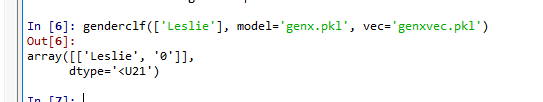 In [6]: genderclf(['Leslie'], model='genx.pkl', vec='genxvec.pkl')
Out[6]:
array([['Leslie', '0']],
      dtype='<U21')
In [7]: